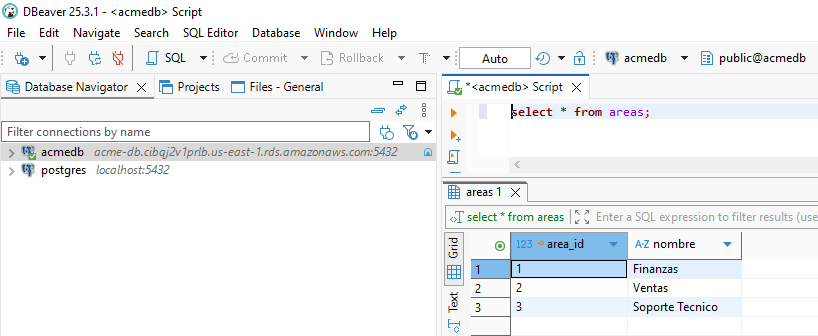 DBeaver 25.3.1 - <acmedb> Script
File Edit Navigate Search SQL Editor Database Window Help
SQL Commit Rollback Auto acmedb public@acmedb
Database Navigator Projects Files - General
*<acmedb> Script
select * from areas;
Filter connections by name
acmedb acme-db.cibqj2v1prlb.us-east-1.rds.amazonaws.com:5432
postgres localhost:5432
areas 1
select * from areas Enter a SQL expression to filter results (use
Grid
Text
123 area_id A-Z nombre
1 1 Finanzas
2 2 Ventas
3 3 Soporte Tecnico